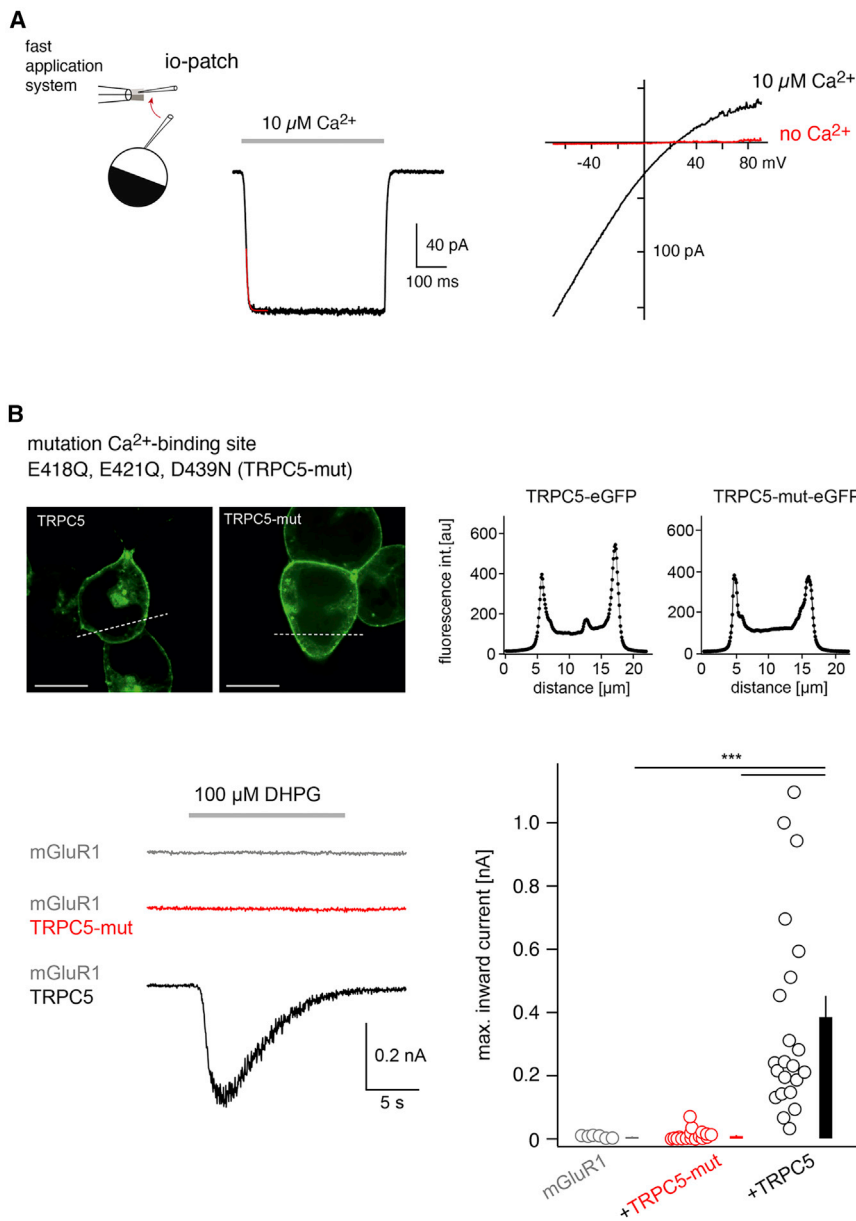 A
fast
application
system
io-patch
10 µM Ca2+
40 pA
100 ms
10 µM Ca2+
no Ca2+
-40
40
80 mV
100 pA
B
mutation Ca2+-binding site
E418Q, E421Q, D439N (TRPC5-mut)
TRPC5
TRPC5-mut
TRPC5-eGFP
TRPC5-mut-eGFP
fluorescence int.[au]
600
400
200
0
0 5 10 15 20
distance [µm]
600
400
200
0
0 5 10 15 20
distance [µm]
100 µM DHPG
mGluR1
mGluR1
TRPC5-mut
mGluR1
TRPC5
0.2 nA
5 s
***
max. inward current [nA]
1.0
0.8
0.6
0.4
0.2
0
mGluR1
+TRPC5-mut
+TRPC5